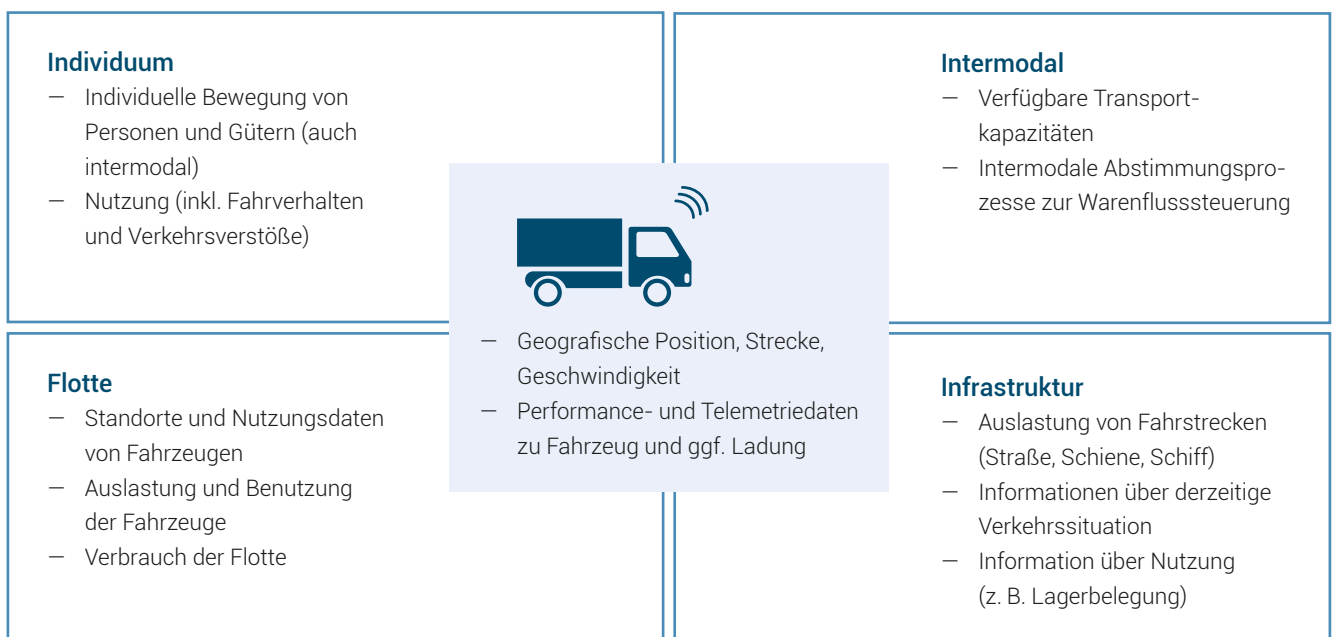 Individuum
— Individuelle Bewegung von
Personen und Gütern (auch
intermodal)
— Nutzung (inkl. Fahrverhalten
und Verkehrsverstöße)
Intermodal
— Verfügbare Transport-
kapazitäten
— Intermodale Abstimmungspro-
zesse zur Warenflusssteuerung
— Geografische Position, Strecke,
Geschwindigkeit
— Performance- und Telemetriedaten
zu Fahrzeug und ggf. Ladung
Flotte
— Standorte und Nutzungsdaten
von Fahrzeugen
— Auslastung und Benutzung
der Fahrzeuge
— Verbrauch der Flotte
Infrastruktur
— Auslastung von Fahrstrecken
(Straße, Schiene, Schiff)
— Informationen über derzeitige
Verkehrssituation
— Information über Nutzung
(z. B. Lagerbelegung)